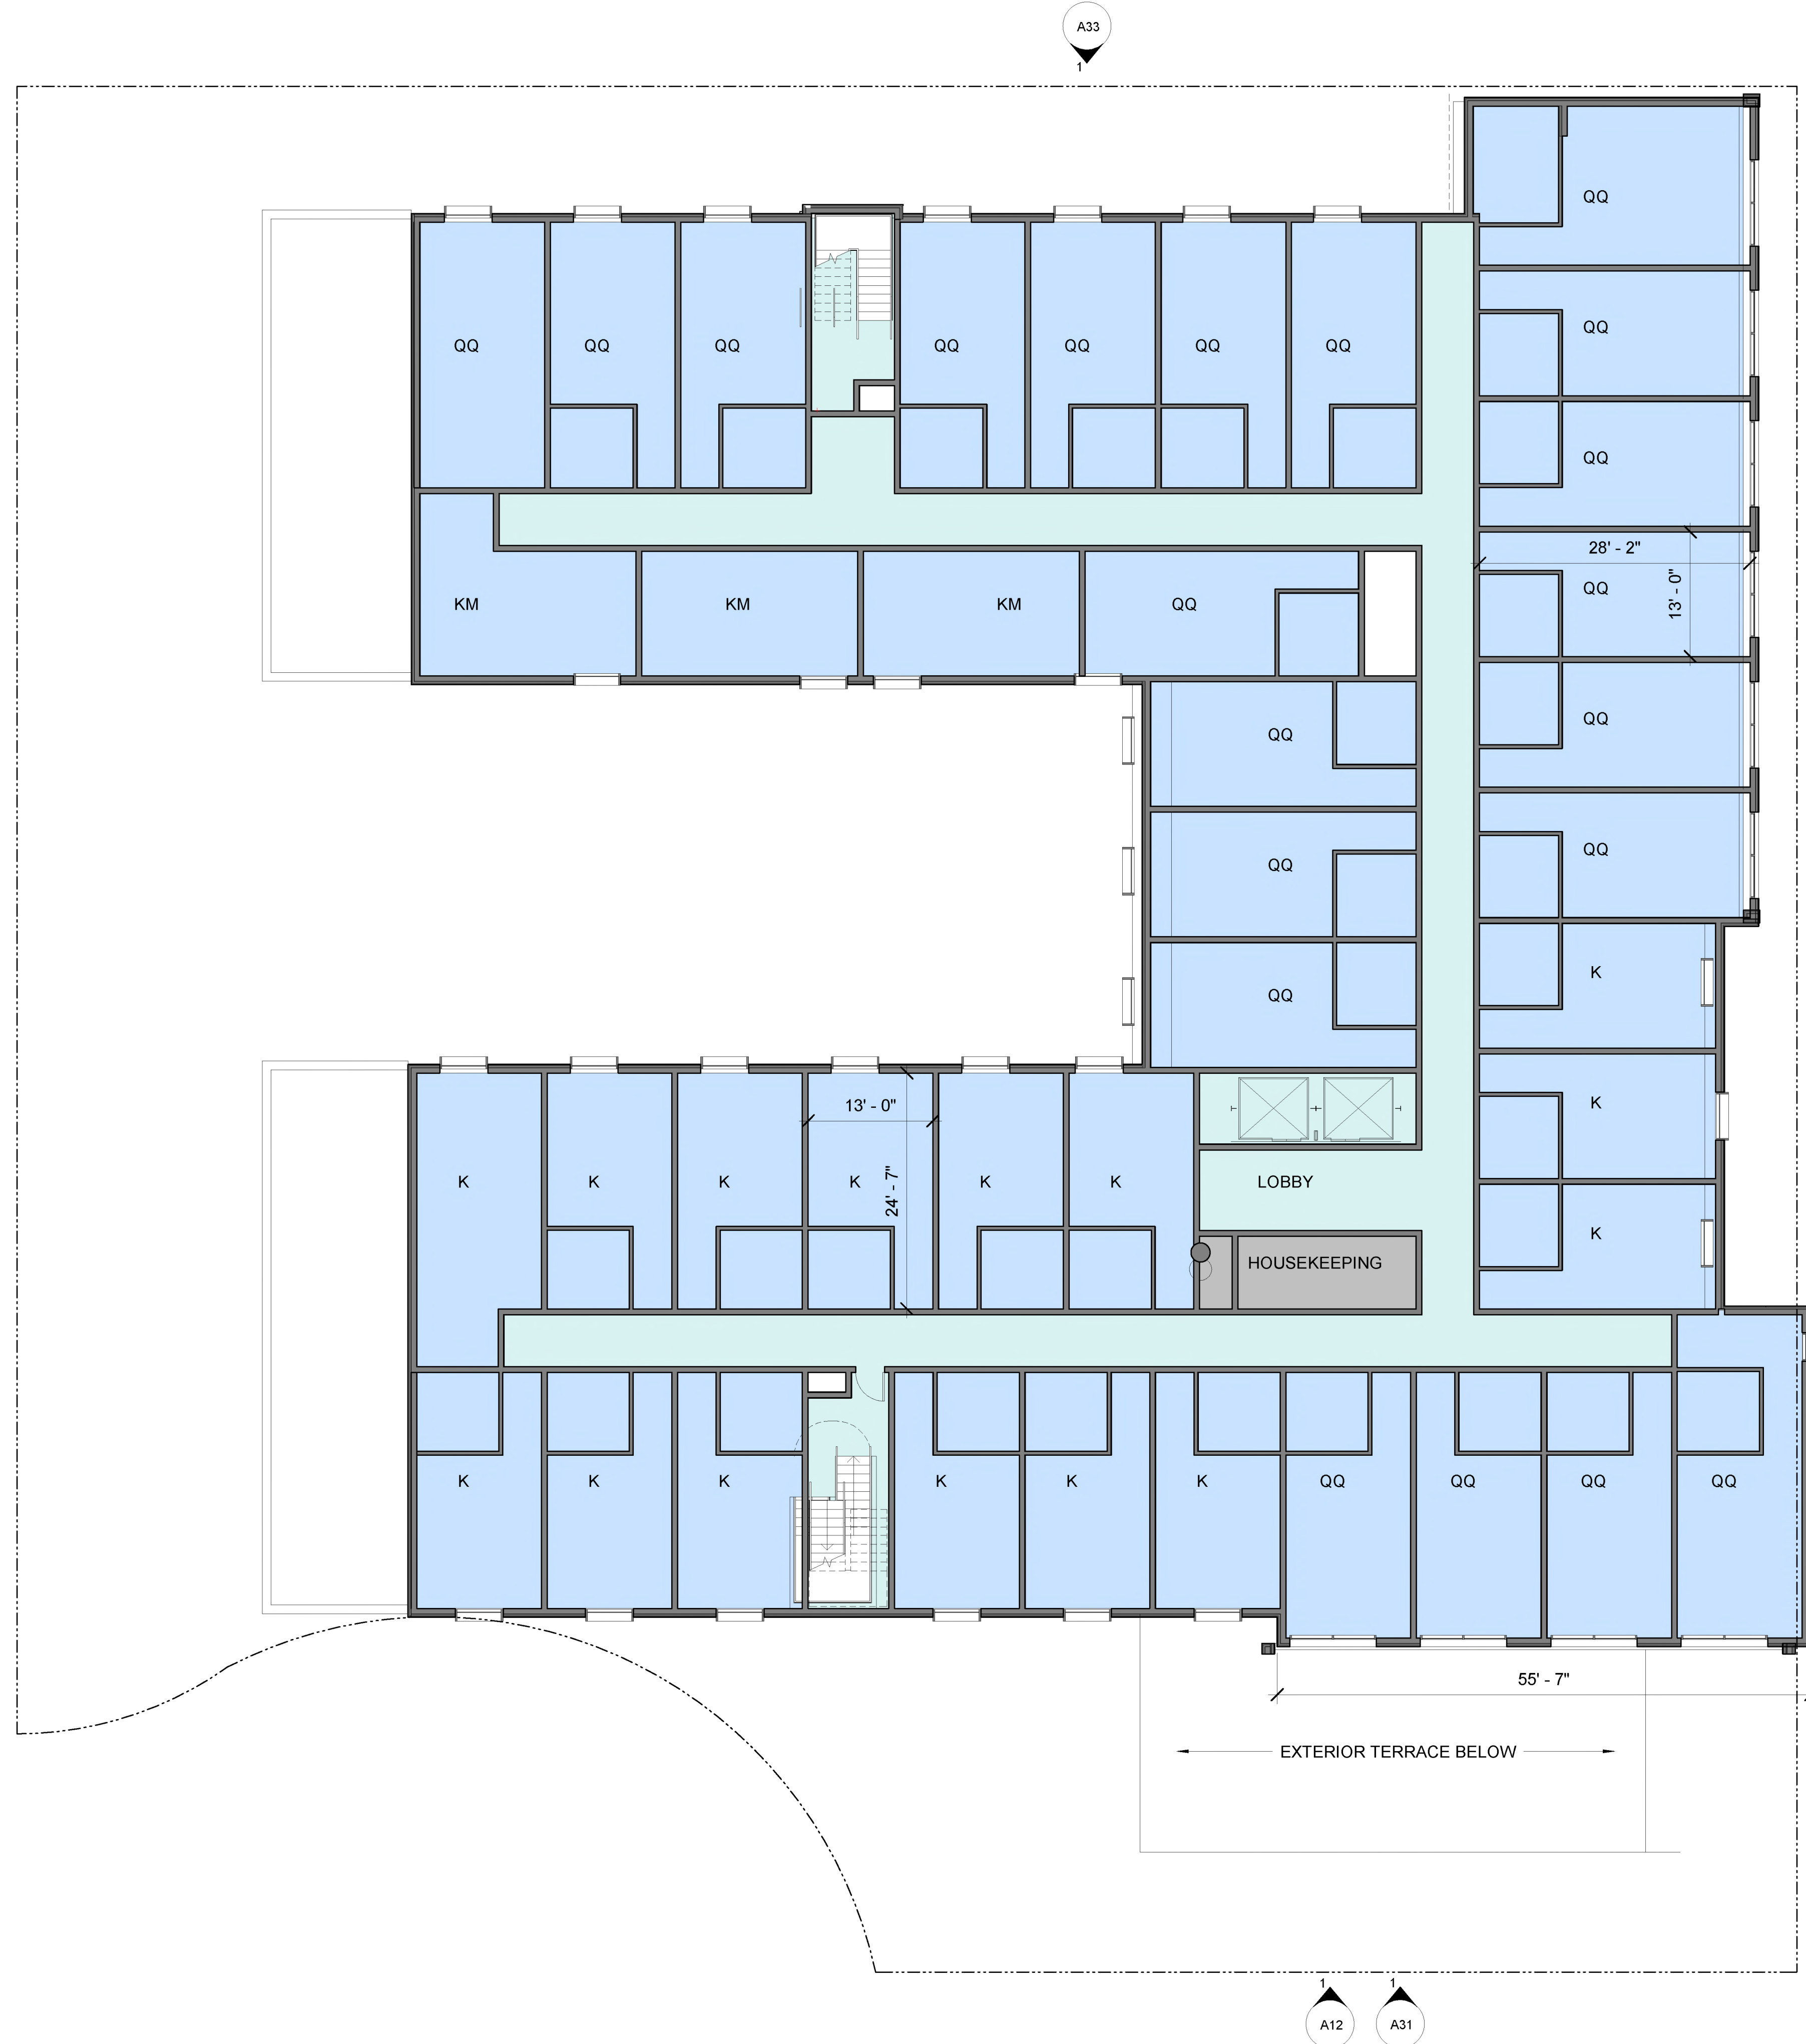 A33
1
QQ
QQ
QQ
QQ
QQ
QQ
QQ
QQ
QQ
QQ
28' - 2"
13' - 0"
QQ
KM
KM
KM
QQ
QQ
QQ
QQ
QQ
QQ
QQ
K
K
13' - 0"
24' - 7"
K
K
K
K
K
K
LOBBY
K
HOUSEKEEPING
K
K
K
K
K
K
QQ
QQ
QQ
QQ
55' - 7"
EXTERIOR TERRACE BELOW
1
1
A12
A31